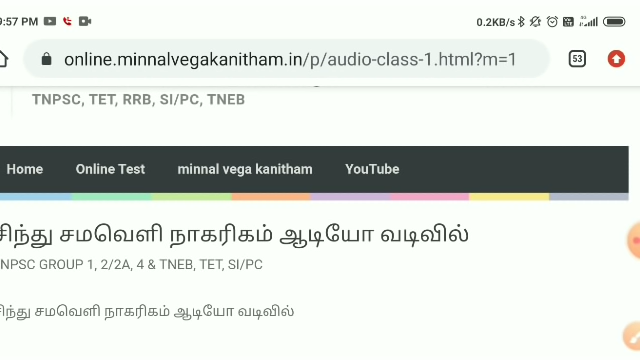 9:57 PM
0.2KB/s
online.minnalvegakanitham.in/p/audio-class-1.html?m=1
53
TNPSC, TET, RRB, SI/PC, TNEB
Home Online Test minnal vega kanitham YouTube
சிந்து சமவெளி நாகரிகம் ஆடியோ வடிவில்
NPSC GROUP 1, 2/2A, 4 & TNEB, TET, SI/PC
சிந்து சமவெளி நாகரிகம் ஆடியோ வடிவில்